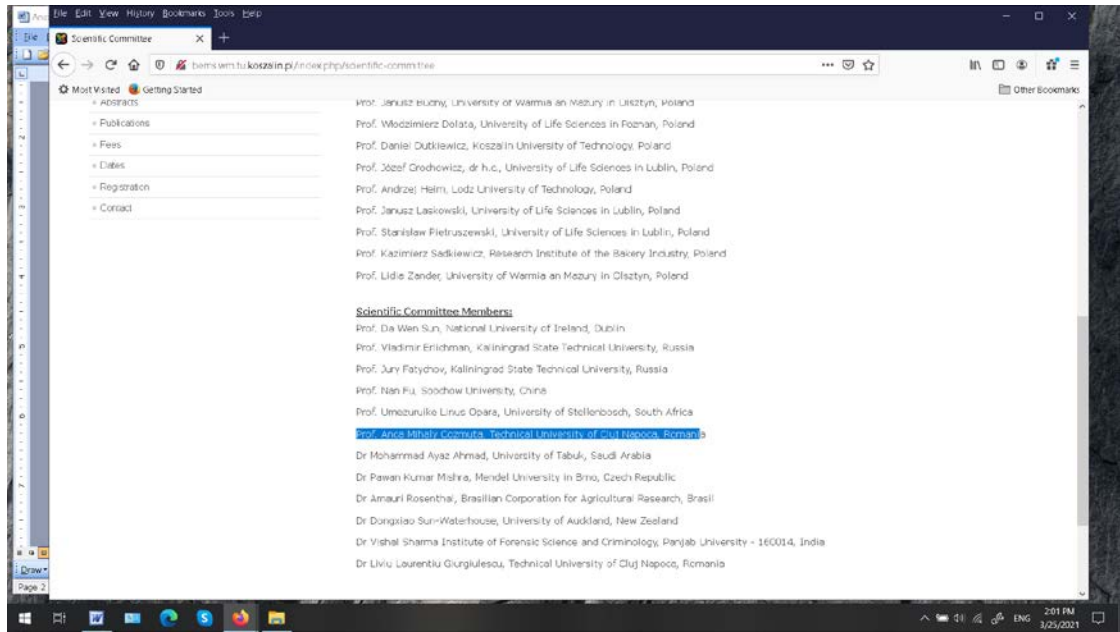 File Edit View History Bookmarks Tools Help
Scientific Committee
bems.wm.tu.koszalin.pl/index.php/scientific-committee
Most Visited Getting Started
Other Bookmarks
Abstracts
Publications
Fees
Dates
Registration
Contact
Prof. Janusz Budny, University of Warmia an Mazury in Olsztyn, Poland
Prof. Włodzimierz Dolata, University of Life Sciences in Poznan, Poland
Prof. Daniel Dutkiewicz, Koszalin University of Technology, Poland
Prof. Józef Grochowicz, dr h.c., University of Life Sciences in Lublin, Poland
Prof. Andrzej Heim, Lodz University of Technology, Poland
Prof. Janusz Laskowski, University of Life Sciences in Lublin, Poland
Prof. Stanisław Pietruszewski, University of Life Sciences in Lublin, Poland
Prof. Kazimierz Sadkiewicz, Research Institute of the Bakery Industry, Poland
Prof. Lidia Zander, University of Warmia an Mazury in Olsztyn, Poland
Scientific Committee Members:
Prof. Da Wen Sun, National University of Ireland, Dublin
Prof. Vladimir Erlichman, Kaliningrad State Technical University, Russia
Prof. Jury Fatychov, Kaliningrad State Technical University, Russia
Prof. Nan Fu, Soochow University, China
Prof. Umezuruike Linus Opara, University of Stellenbosch, South Africa
Prof. Anca Mihaly Cozmuta, Technical University of Cluj Napoca, Romania
Dr Mohammad Ayaz Ahmad, University of Tabuk, Saudi Arabia
Dr Pawan Kumar Mishra, Mendel University in Brno, Czech Republic
Dr Amauri Rosenthal, Brasilian Corporation for Agricultural Research, Brasil
Dr Dongxiao Sun-Waterhouse, University of Auckland, New Zealand
Dr Vishal Sharma Institute of Forensic Science and Criminology, Panjab University - 160014, India
Dr Liviu Laurentiu Giurgiulescu, Technical University of Cluj Napoca, Romania
Draw
Page 2
ENG
2:01 PM
3/25/2021